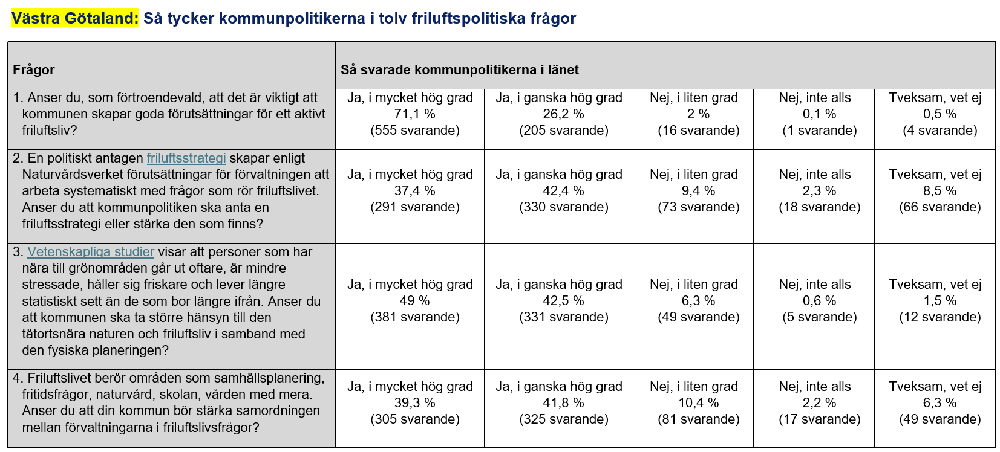 Västra Götaland: Så tycker kommunpolitikerna i tolv friluftspolitiska frågor
Frågor
Så svarade kommunpolitikerna i länet
1. Anser du, som förtroendevald, att det är viktigt att
kommunen skapar goda förutsättningar för ett aktivt
friluftsliv?
Ja, i mycket hög grad
71,1 %
(555 svarande)
Ja, i ganska hög grad
26,2 %
(205 svarande)
Nej, i liten grad
2 %
(16 svarande)
Nej, inte alls
0,1 %
(1 svarande)
Tveksam, vet ej
0,5 %
(4 svarande)
2. En politiskt antagen friluftsstrategi skapar enligt
Naturvårdsverket förutsättningar för förvaltningen att
arbeta systematiskt med frågor som rör friluftslivet.
Anser du att kommunpolitiken ska anta en
friluftsstrategi eller stärka den som finns?
Ja, i mycket hög grad
37,4 %
(291 svarande)
Ja, i ganska hög grad
42,4 %
(330 svarande)
Nej, i liten grad
9,4 %
(73 svarande)
Nej, inte alls
2,3 %
(18 svarande)
Tveksam, vet ej
8,5 %
(66 svarande)
3. Vetenskapliga studier visar att personer som har
nära till grönområden går ut oftare, är mindre
stressade, håller sig friskare och lever längre
statistiskt sett än de som bor längre ifrån. Anser du
att kommunen ska ta större hänsyn till den
tätortsnära naturen och friluftsliv i samband med
den fysiska planeringen?
Ja, i mycket hög grad
49 %
(381 svarande)
Ja, i ganska hög grad
42,5 %
(331 svarande)
Nej, i liten grad
6,3 %
(49 svarande)
Nej, inte alls
0,6 %
(5 svarande)
Tveksam, vet ej
1,5 %
(12 svarande)
4. Friluftslivet berör områden som samhällsplanering,
fritidsfrågor, naturvård, skolan, vården med mera.
Anser du att din kommun bör stärka samordningen
mellan förvaltningarna i friluftslivsfrågor?
Ja, i mycket hög grad
39,3 %
(305 svarande)
Ja, i ganska hög grad
41,8 %
(325 svarande)
Nej, i liten grad
10,4 %
(81 svarande)
Nej, inte alls
2,2 %
(17 svarande)
Tveksam, vet ej
6,3 %
(49 svarande)